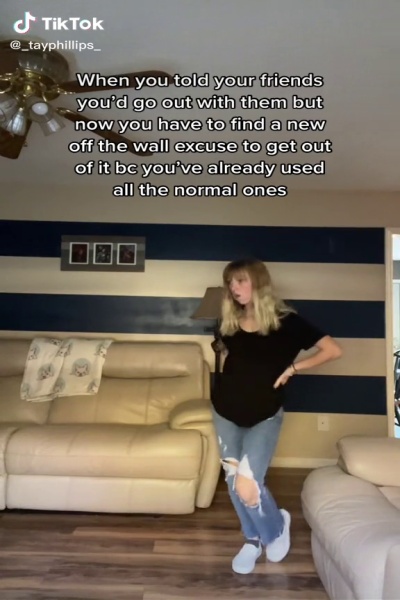 TikTok
@_tayphillips_
When you told your friends
you'd go out with them but
now you have to find a new
off the wall excuse to get out
of it bc you've already used
all the normal ones